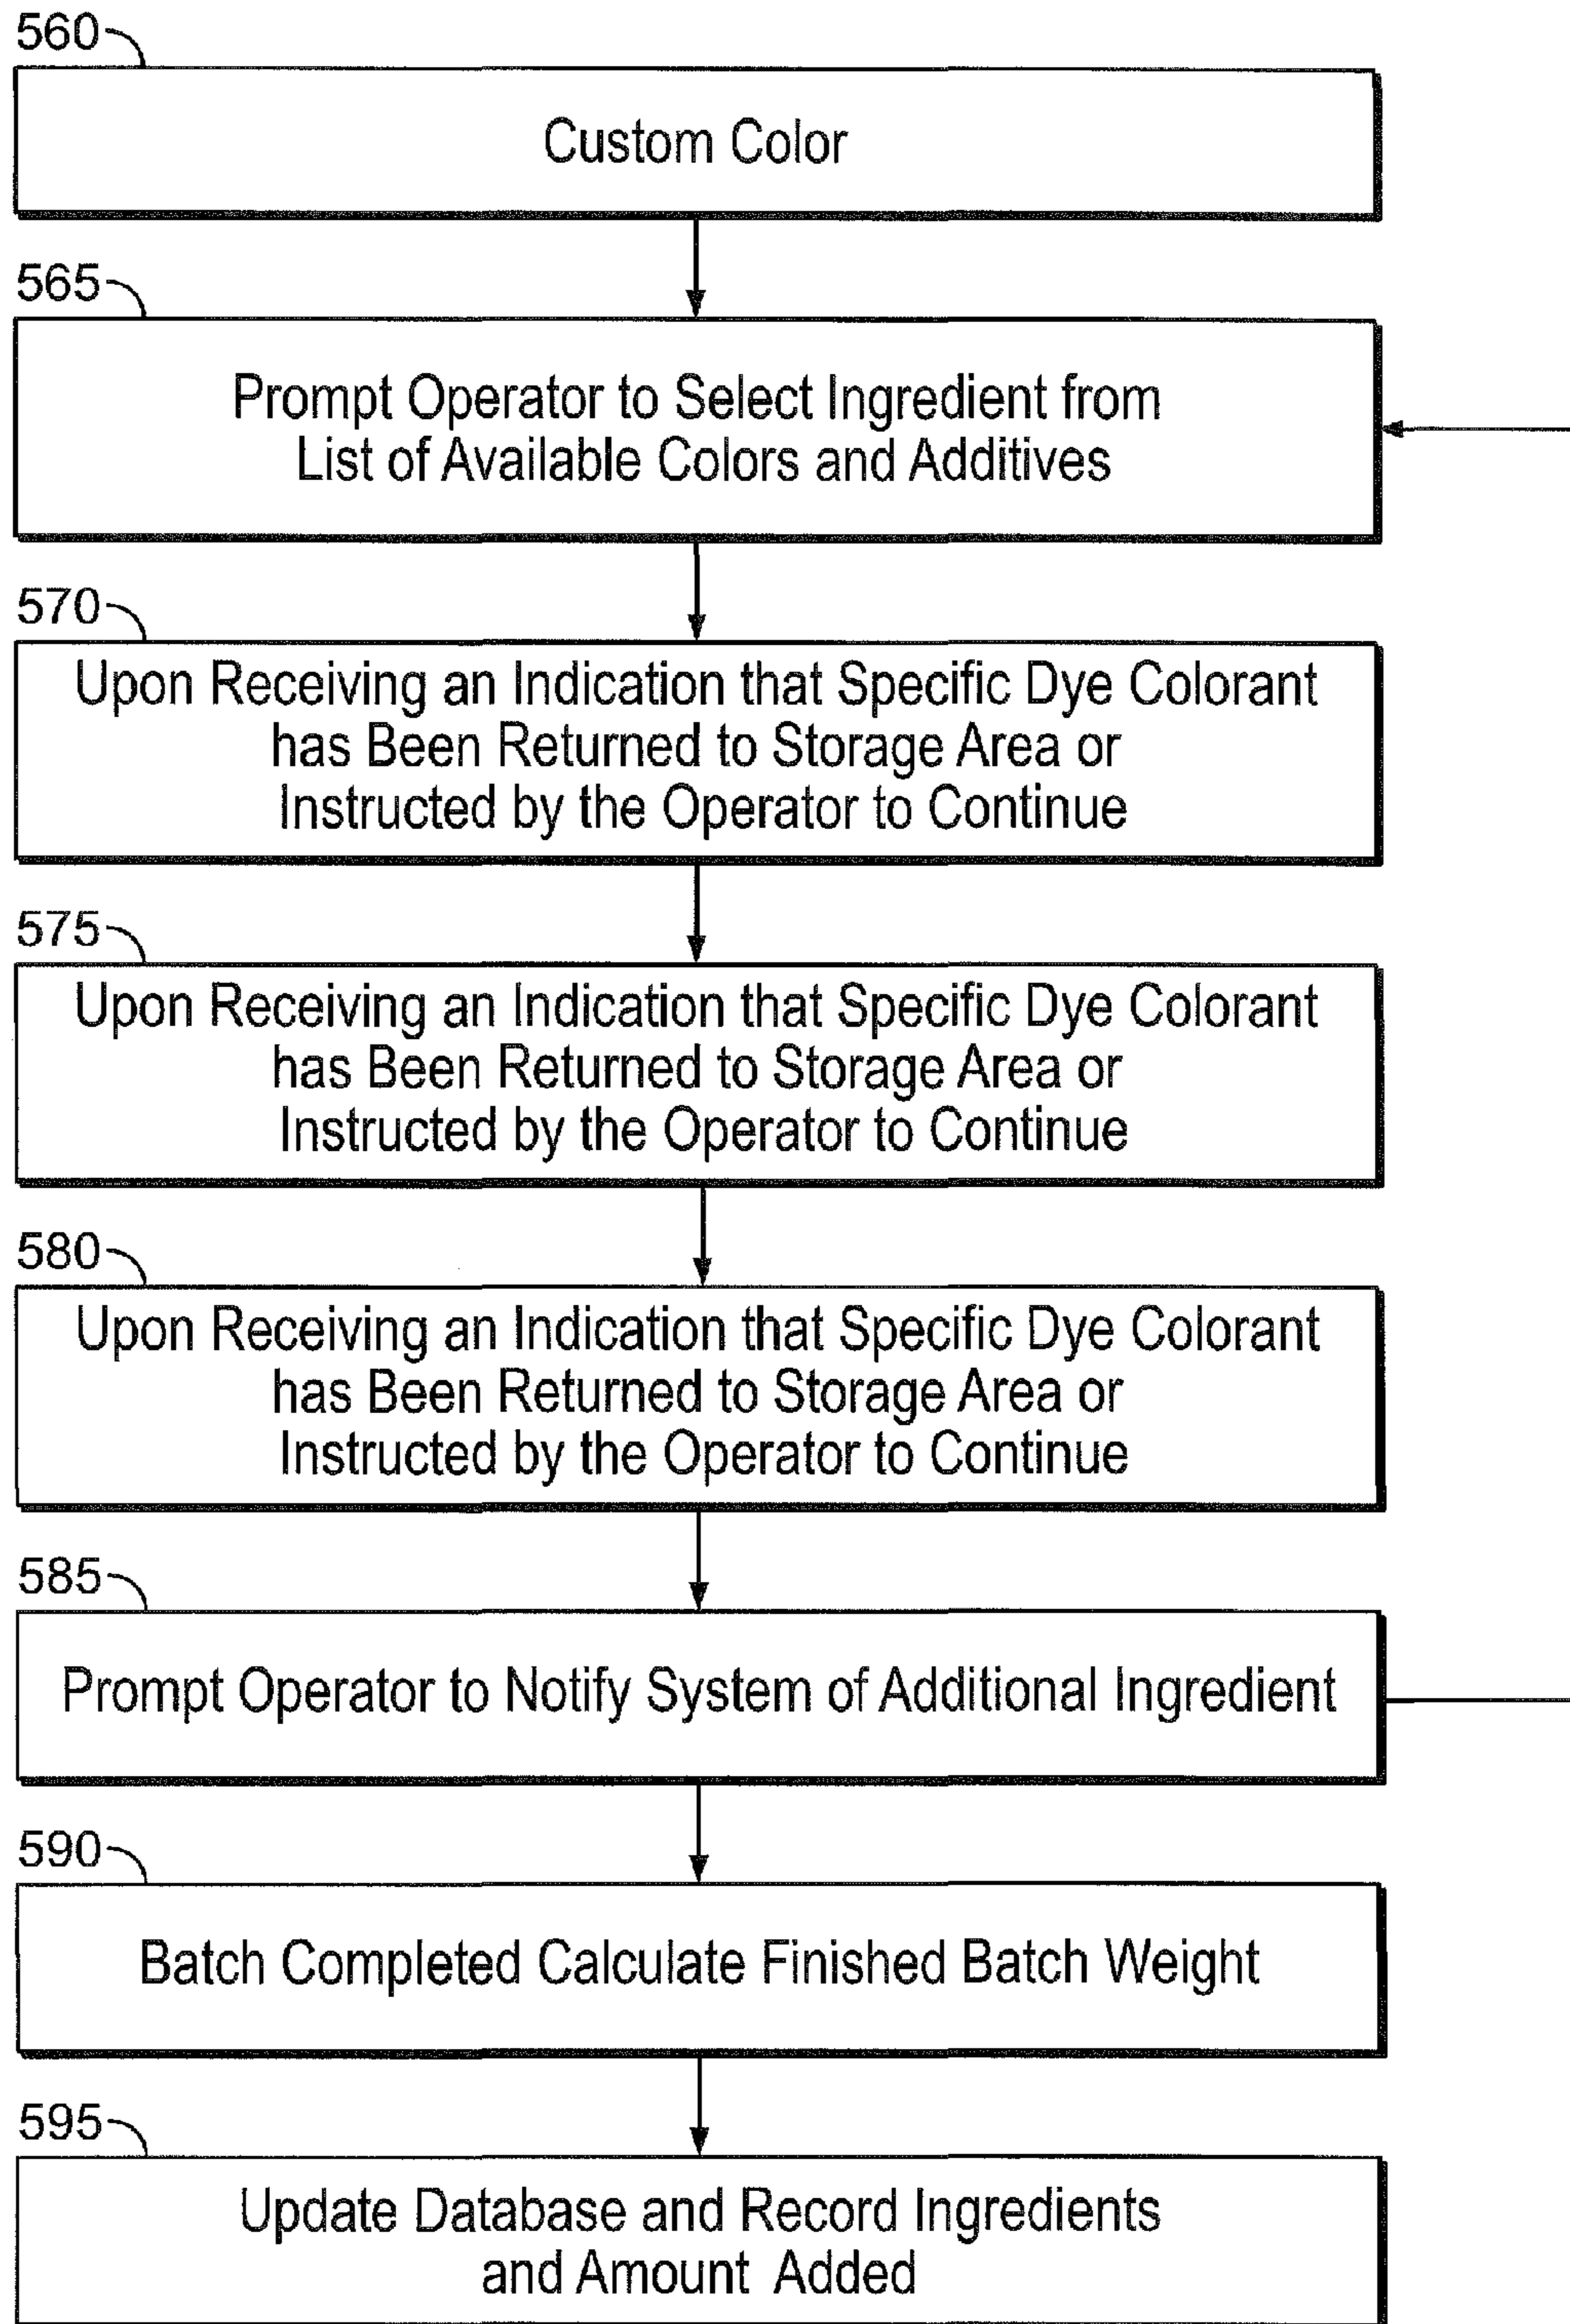 560
Custom Color
565
Prompt Operator to Select Ingredient from
List of Available Colors and Additives
570
Upon Receiving an Indication that Specific Dye Colorant
has Been Returned to Storage Area or
Instructed by the Operator to Continue
575
Upon Receiving an Indication that Specific Dye Colorant
has Been Returned to Storage Area or
Instructed by the Operator to Continue
580
Upon Receiving an Indication that Specific Dye Colorant
has Been Returned to Storage Area or
Instructed by the Operator to Continue
585
Prompt Operator to Notify System of Additional Ingredient
590
Batch Completed Calculate Finished Batch Weight
595
Update Database and Record Ingredients
and Amount Added